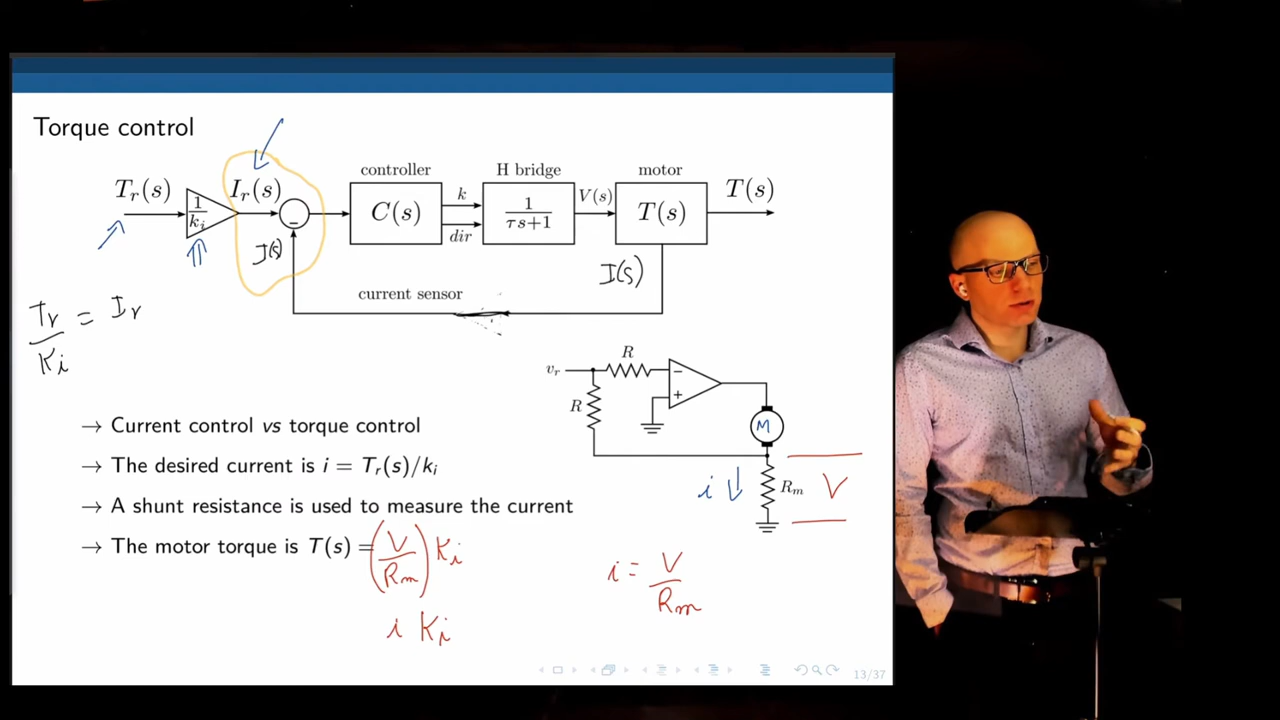 Torque control
controller
H bridge
motor
T_r(s)
1/k_i
I_r(s)
-
C(s)
k
dir
1/(τs+1)
V(s)
T(s)
T(s)
I(s)
I(s)
current sensor
T_r/K_i = I_r
v_r
R
R
-
+
M
i
R_m
V
→ Current control vs torque control
→ The desired current is i = T_r(s)/k_i
→ A shunt resistance is used to measure the current
→ The motor torque is T(s) = (V/R_m) K_i
i K_i
i = V/R_m
13/37